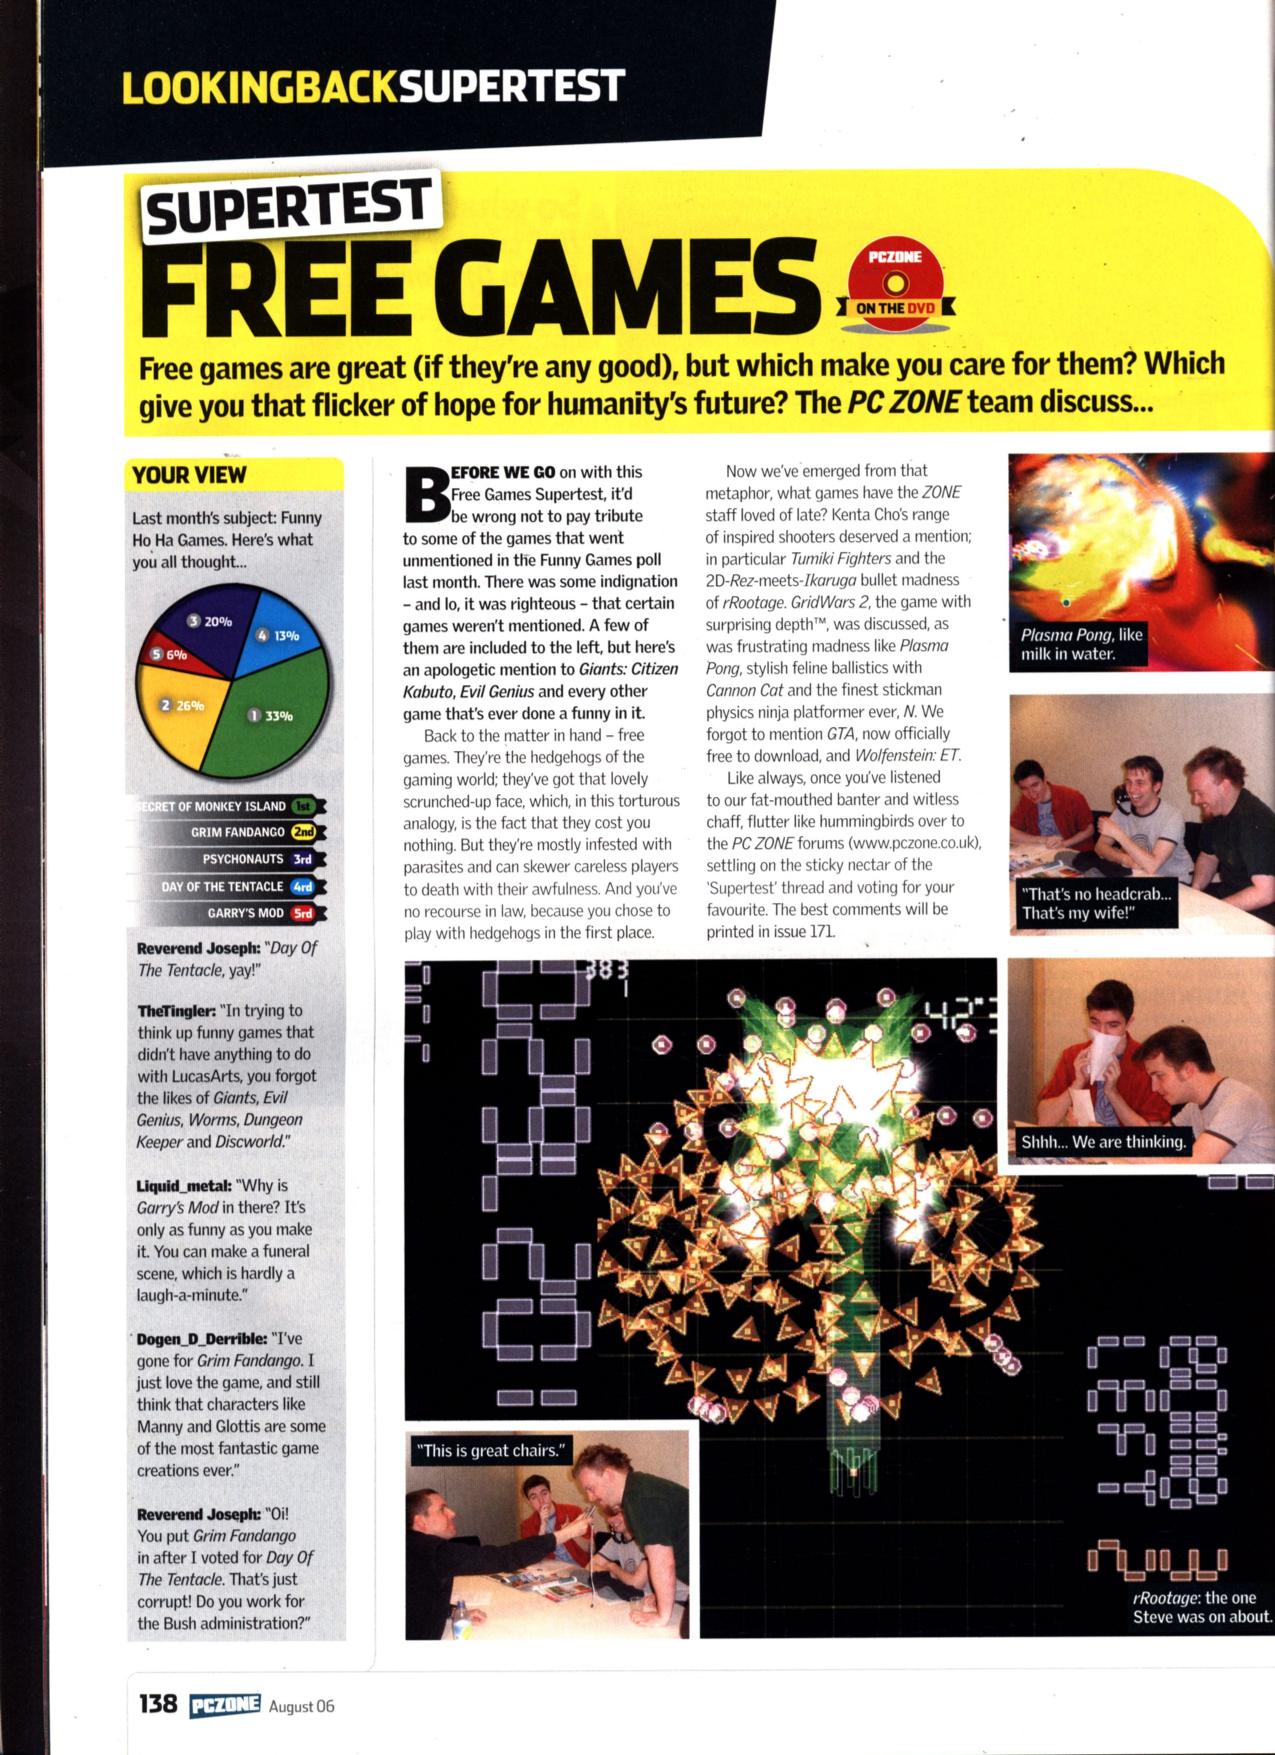 LOOKINGBACKSUPERTEST
SUPERTEST
FREE GAMES
PCZONE
ON THE DVD
Free games are great (if they're any good), but which make you care for them? Which
give you that flicker of hope for humanity's future? The PC ZONE team discuss...
YOUR VIEW
Last month's subject: Funny
Ho Ha Games. Here's what
you all thought...
3 20%
4 13%
5 6%
2 26%
1 33%
SECRET OF MONKEY ISLAND 1st
GRIM FANDANGO 2nd
PSYCHONAUTS 3rd
DAY OF THE TENTACLE 4rd
GARRY'S MOD 5rd
Reverend Joseph: "Day Of
The Tentacle, yay!"
TheTingler: "In trying to
think up funny games that
didn't have anything to do
with LucasArts, you forgot
the likes of Giants, Evil
Genius, Worms, Dungeon
Keeper and Discworld."
Liquid_metal: "Why is
Garry's Mod in there? It's
only as funny as you make
it. You can make a funeral
scene, which is hardly a
laugh-a-minute."
Dogen_D_Derrible: "I've
gone for Grim Fandango. I
just love the game, and still
think that characters like
Manny and Glottis are some
of the most fantastic game
creations ever."
Reverend Joseph: "Oi!
You put Grim Fandango
in after I voted for Day Of
The Tentacle. That's just
corrupt! Do you work for
the Bush administration?"
BEFORE WE GO on with this
Free Games Supertest, it'd
be wrong not to pay tribute
to some of the games that went
unmentioned in the Funny Games poll
last month. There was some indignation
– and lo, it was righteous – that certain
games weren't mentioned. A few of
them are included to the left, but here's
an apologetic mention to Giants: Citizen
Kabuto, Evil Genius and every other
game that's ever done a funny in it.
Back to the matter in hand – free
games. They're the hedgehogs of the
gaming world; they've got that lovely
scrunched-up face, which, in this torturous
analogy, is the fact that they cost you
nothing. But they're mostly infested with
parasites and can skewer careless players
to death with their awfulness. And you've
no recourse in law, because you chose to
play with hedgehogs in the first place.
Now we've emerged from that
metaphor, what games have the ZONE
staff loved of late? Kenta Cho's range
of inspired shooters deserved a mention;
in particular Tumiki Fighters and the
2D-Rez-meets-Ikaruga bullet madness
of rRootage. GridWars 2, the game with
surprising depth™, was discussed, as
was frustrating madness like Plasma
Pong, stylish feline ballistics with
Cannon Cat and the finest stickman
physics ninja platformer ever, N. We
forgot to mention GTA, now officially
free to download, and Wolfenstein: ET.
Like always, once you've listened
to our fat-mouthed banter and witless
chaff, flutter like hummingbirds over to
the PC ZONE forums (www.pczone.co.uk),
settling on the sticky nectar of the
'Supertest' thread and voting for your
favourite. The best comments will be
printed in issue 171.
Plasma Pong, like
milk in water.
"That's no headcrab...
That's my wife!"
Shhh... We are thinking.
383
"This is great chairs."
rRootage: the one
Steve was on about.
138 PCZONE August 06